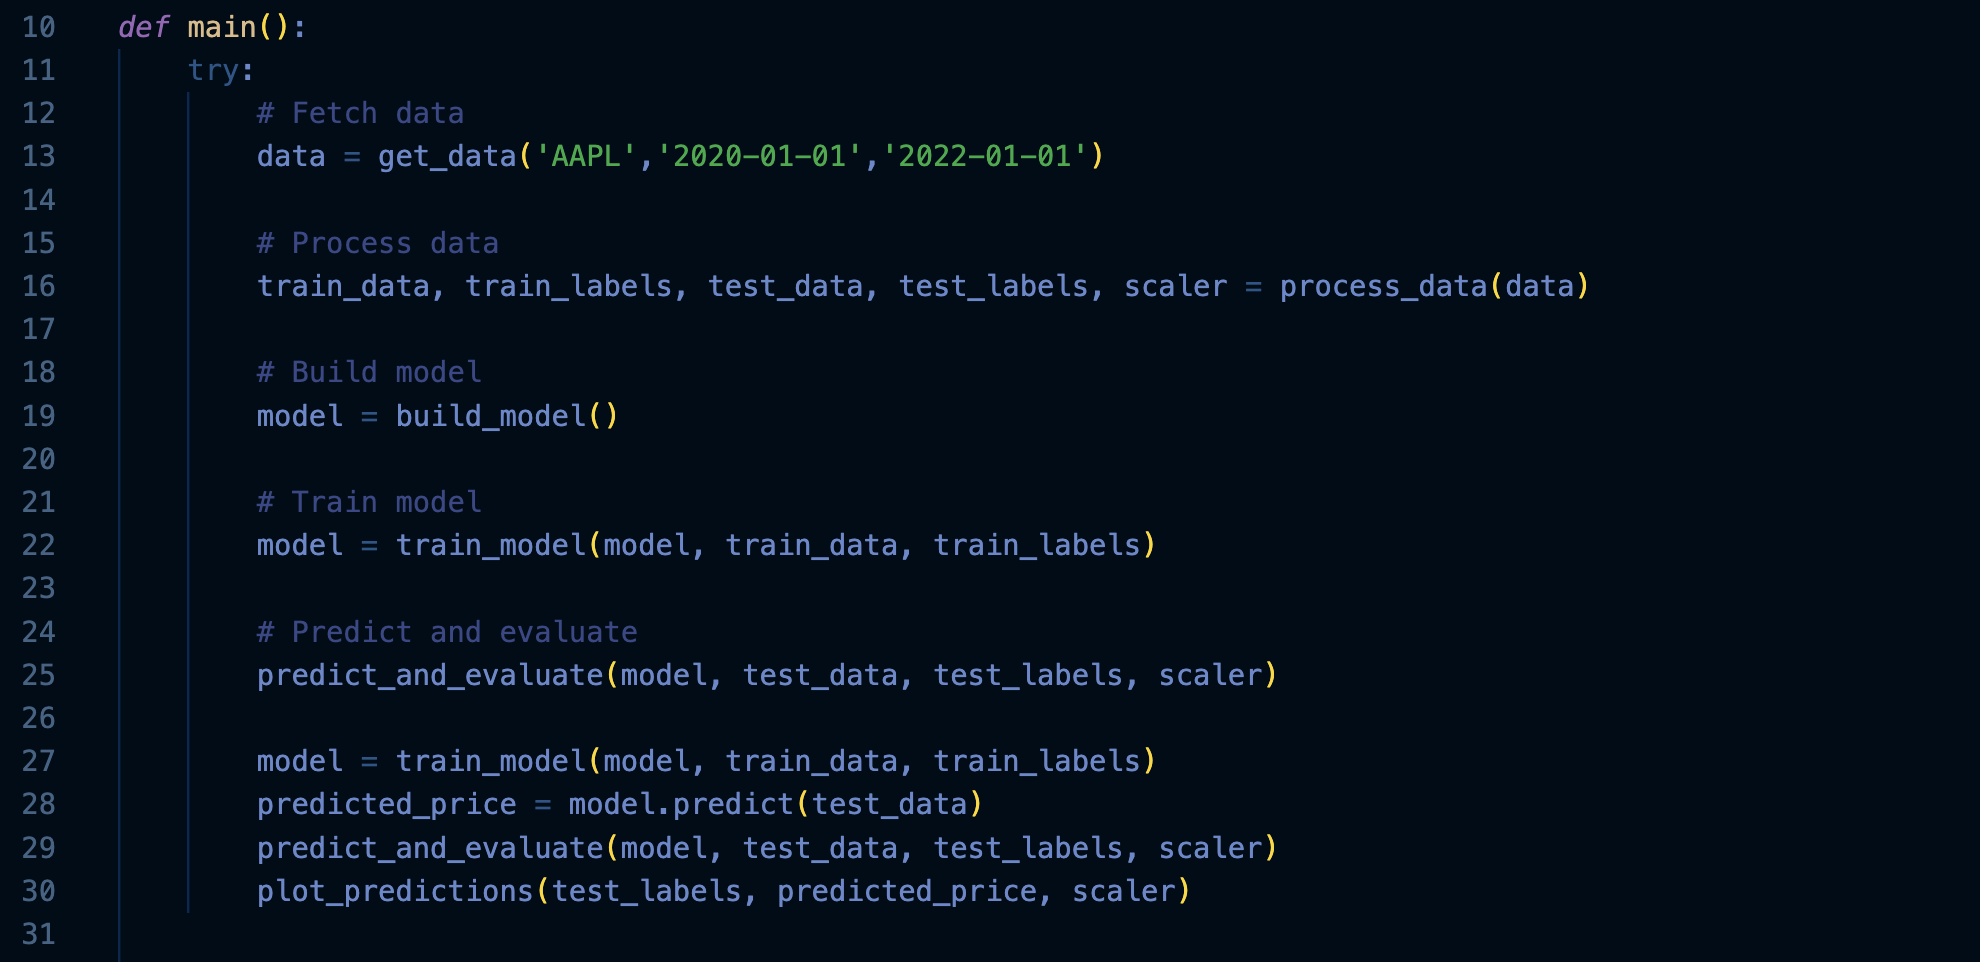 10 def main():
11     try:
12         # Fetch data
13         data = get_data('AAPL','2020-01-01','2022-01-01')
14
15         # Process data
16         train_data, train_labels, test_data, test_labels, scaler = process_data(data)
17
18         # Build model
19         model = build_model()
20
21         # Train model
22         model = train_model(model, train_data, train_labels)
23
24         # Predict and evaluate
25         predict_and_evaluate(model, test_data, test_labels, scaler)
26
27         model = train_model(model, train_data, train_labels)
28         predicted_price = model.predict(test_data)
29         predict_and_evaluate(model, test_data, test_labels, scaler)
30         plot_predictions(test_labels, predicted_price, scaler)
31